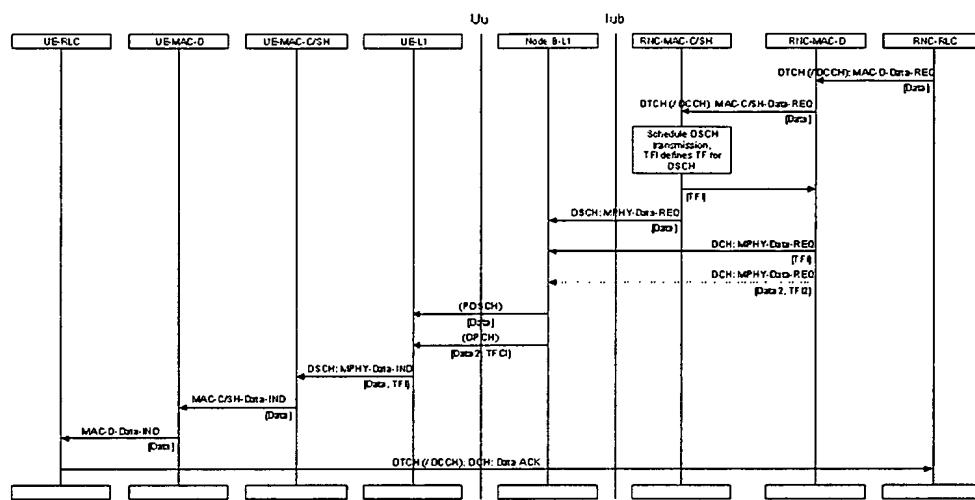 Uu
Iub
UE-RLC
UE-MAC-D
UE-MAC-C/SH
UE-L1
Node B-L1
RNC-MAC-C/SH
RNC-MAC-D
RNC-RLC
DTCH (/ DCCH): MAC-D-Data-REQ
[Data]
DTCH (/ DCCH): MAC-C/SH-Data-REQ
[Data]
Schedule DSCH
transmission,
TFI defines TF for
DSCH
[TFI]
DSCH: MPHY-Data-REQ
[Data]
DCH: MPHY-Data-REQ
[TFI]
DCH: MPHY-Data-REQ
[Data 2, TFI2]
(PDSCH)
[Data]
(DPCH)
[Data 2, TFCI]
DSCH: MPHY-Data-IND
[Data, TFI]
MAC-C/SH-Data-IND
[Data]
MAC-D-Data-IND
[Data]
DTCH (/ DCCH): DCH: Data ACK